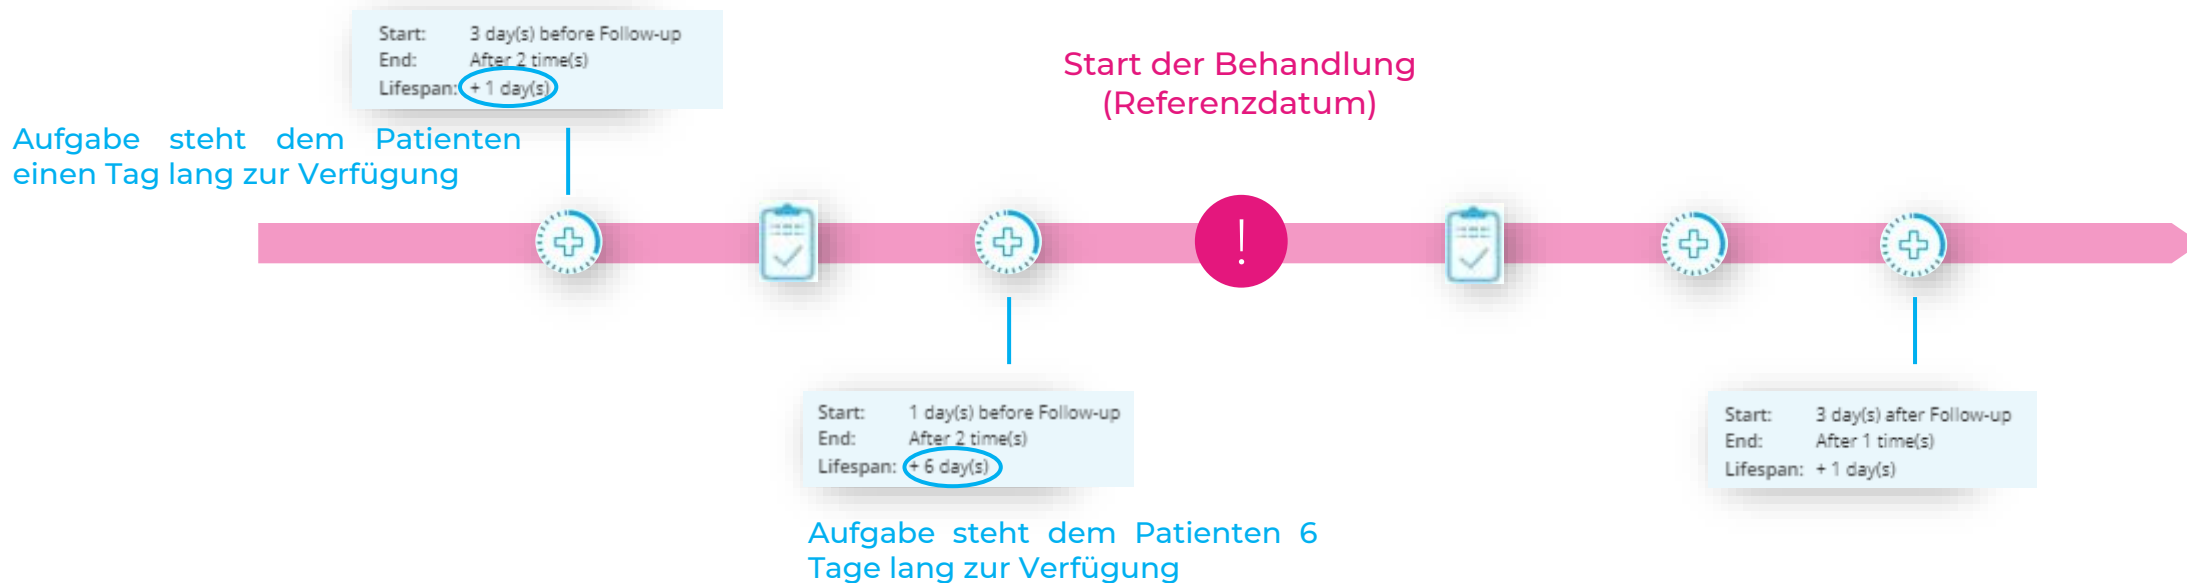 Start: 3 day(s) before Follow-up
End: After 2 time(s)
Lifespan: + 1 day(s)
Start der Behandlung
(Referenzdatum)
Aufgabe steht dem Patienten
einen Tag lang zur Verfügung
!
Start: 1 day(s) before Follow-up
End: After 2 time(s)
Lifespan: + 6 day(s)
Start: 3 day(s) after Follow-up
End: After 1 time(s)
Lifespan: + 1 day(s)
Aufgabe steht dem Patienten 6
Tage lang zur Verfügung